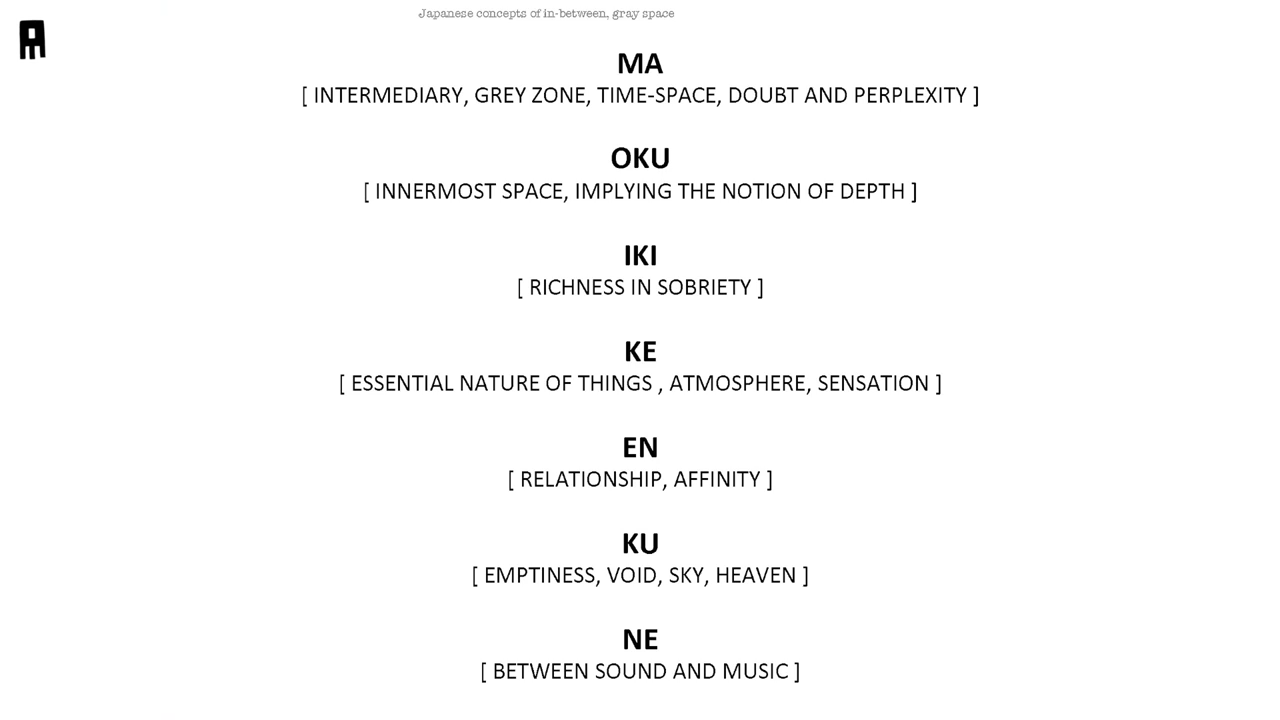 Japanese concepts of in-between, gray space
MA
[ INTERMEDIARY, GREY ZONE, TIME-SPACE, DOUBT AND PERPLEXITY ]
OKU
[ INNERMOST SPACE, IMPLYING THE NOTION OF DEPTH ]
IKI
[ RICHNESS IN SOBRIETY ]
KE
[ ESSENTIAL NATURE OF THINGS , ATMOSPHERE, SENSATION ]
EN
[ RELATIONSHIP, AFFINITY ]
KU
[ EMPTINESS, VOID, SKY, HEAVEN ]
NE
[ BETWEEN SOUND AND MUSIC ]